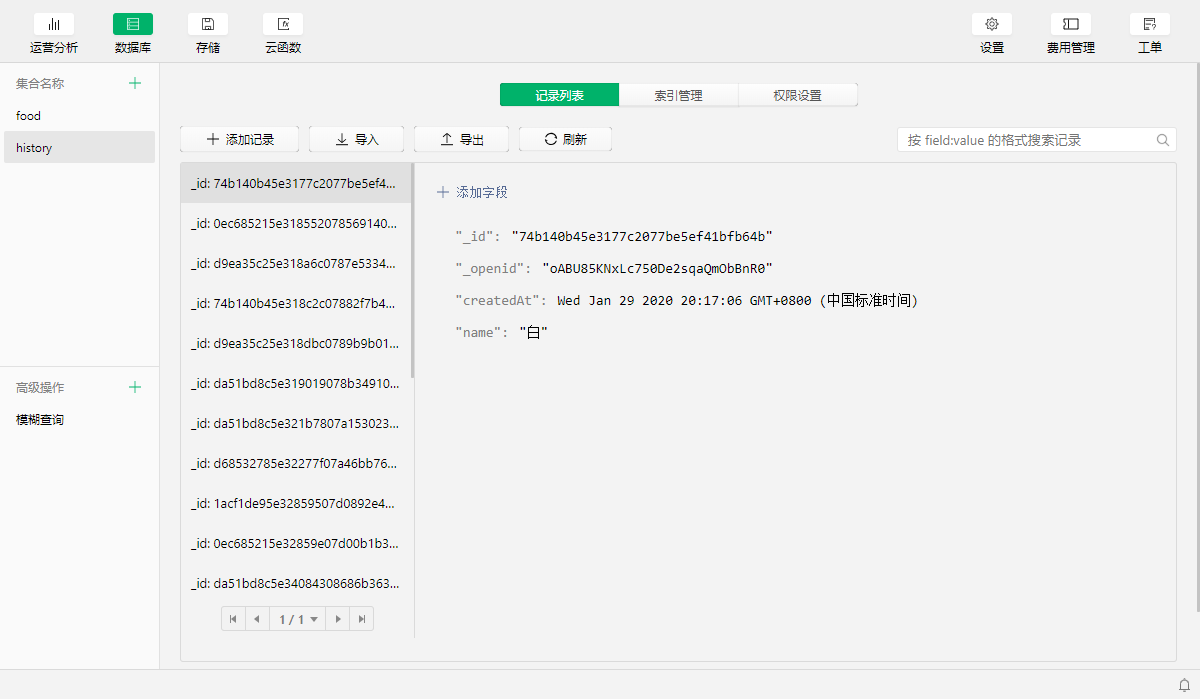 运营分析
数据库
存储
云函数
设置
费用管理
工单
集合名称
food
history
高级操作
模糊查询
记录列表
索引管理
权限设置
添加记录
导入
导出
刷新
按 field:value 的格式搜索记录
_id: 74b140b45e3177c2077be5ef4...
_id: 0ec685215e318552078569140...
_id: d9ea35c25e318a6c0787e5334...
_id: 74b140b45e318c2c07882f7b4...
_id: d9ea35c25e318dbc0789b9b01...
_id: da51bd8c5e319019078b34910...
_id: da51bd8c5e321b7807a153023...
_id: d68532785e32277f07a46bb76...
_id: 1acf1de95e32859507d0892e4...
_id: 0ec685215e32859e07d00b1b3...
_id: da51bd8c5e34084308686b363...
1 / 1
添加字段
"_id": "74b140b45e3177c2077be5ef41bfb64b"
"_openid": "oABU85KNxLc750De2sqaQmObBnR0"
"createdAt": Wed Jan 29 2020 20:17:06 GMT+0800 (中国标准时间)
"name": "白"